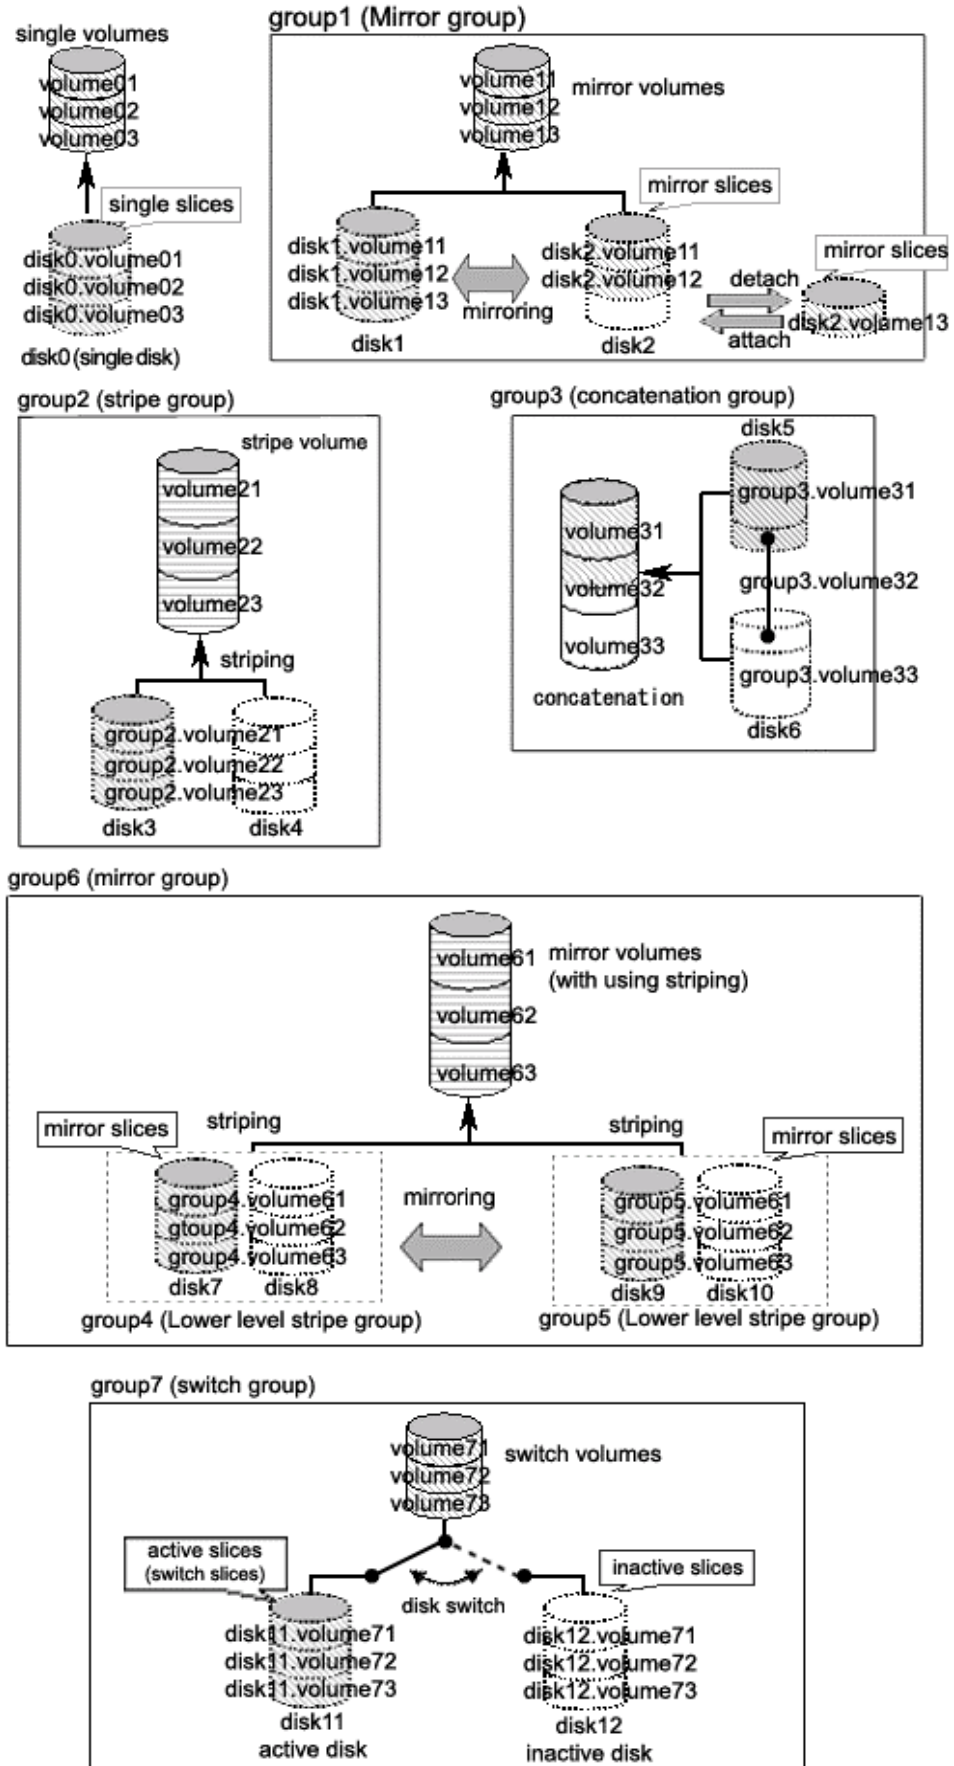 single volumes
volume01
volume02
volume03
single slices
disk0.volume01
disk0.volume02
disk0.volume03
disk0 (single disk)
group1 (Mirror group)
volume11
volume12
volume13
mirror volumes
mirror slices
disk1.volume11
disk1.volume12
disk1.volume13
disk1
mirroring
disk2.volume11
disk2.volume12
disk2
detach
attach
mirror slices
disk2.volume13
group2 (stripe group)
stripe volume
volume21
volume22
volume23
striping
group2.volume21
group2.volume22
group2.volume23
disk3
disk4
group3 (concatenation group)
disk5
group3.volume31
volume31
volume32
volume33
group3.volume32
group3.volume33
concatenation
disk6
group6 (mirror group)
volume61
volume62
volume63
mirror volumes
(with using striping)
mirror slices
striping
striping
mirror slices
group4.volume61
gtoup4.volume62
group4.volume63
disk7
disk8
group4 (Lower level stripe group)
mirroring
group5.volume61
group5.volume62
group5.volume63
disk9
disk10
group5 (Lower level stripe group)
group7 (switch group)
volume71
volume72
volume73
switch volumes
active slices
(switch slices)
disk switch
inactive slices
disk11.volume71
disk11.volume72
disk11.volume73
disk11
active disk
disk12.volume71
disk12.volume72
disk12.volume73
disk12
inactive disk